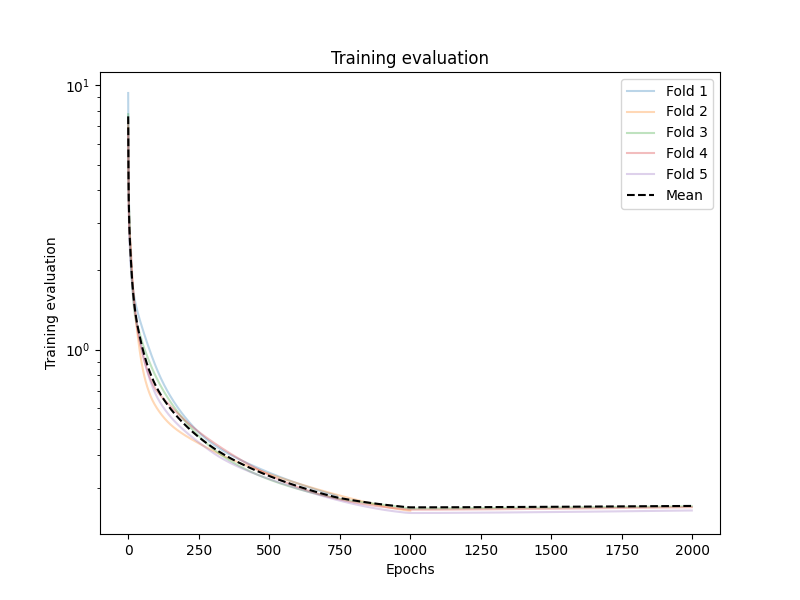 Training evaluation
10¹
10⁰
Training evaluation
Fold 1
Fold 2
Fold 3
Fold 4
Fold 5
Mean
0 250 500 750 1000 1250 1500 1750 2000
Epochs